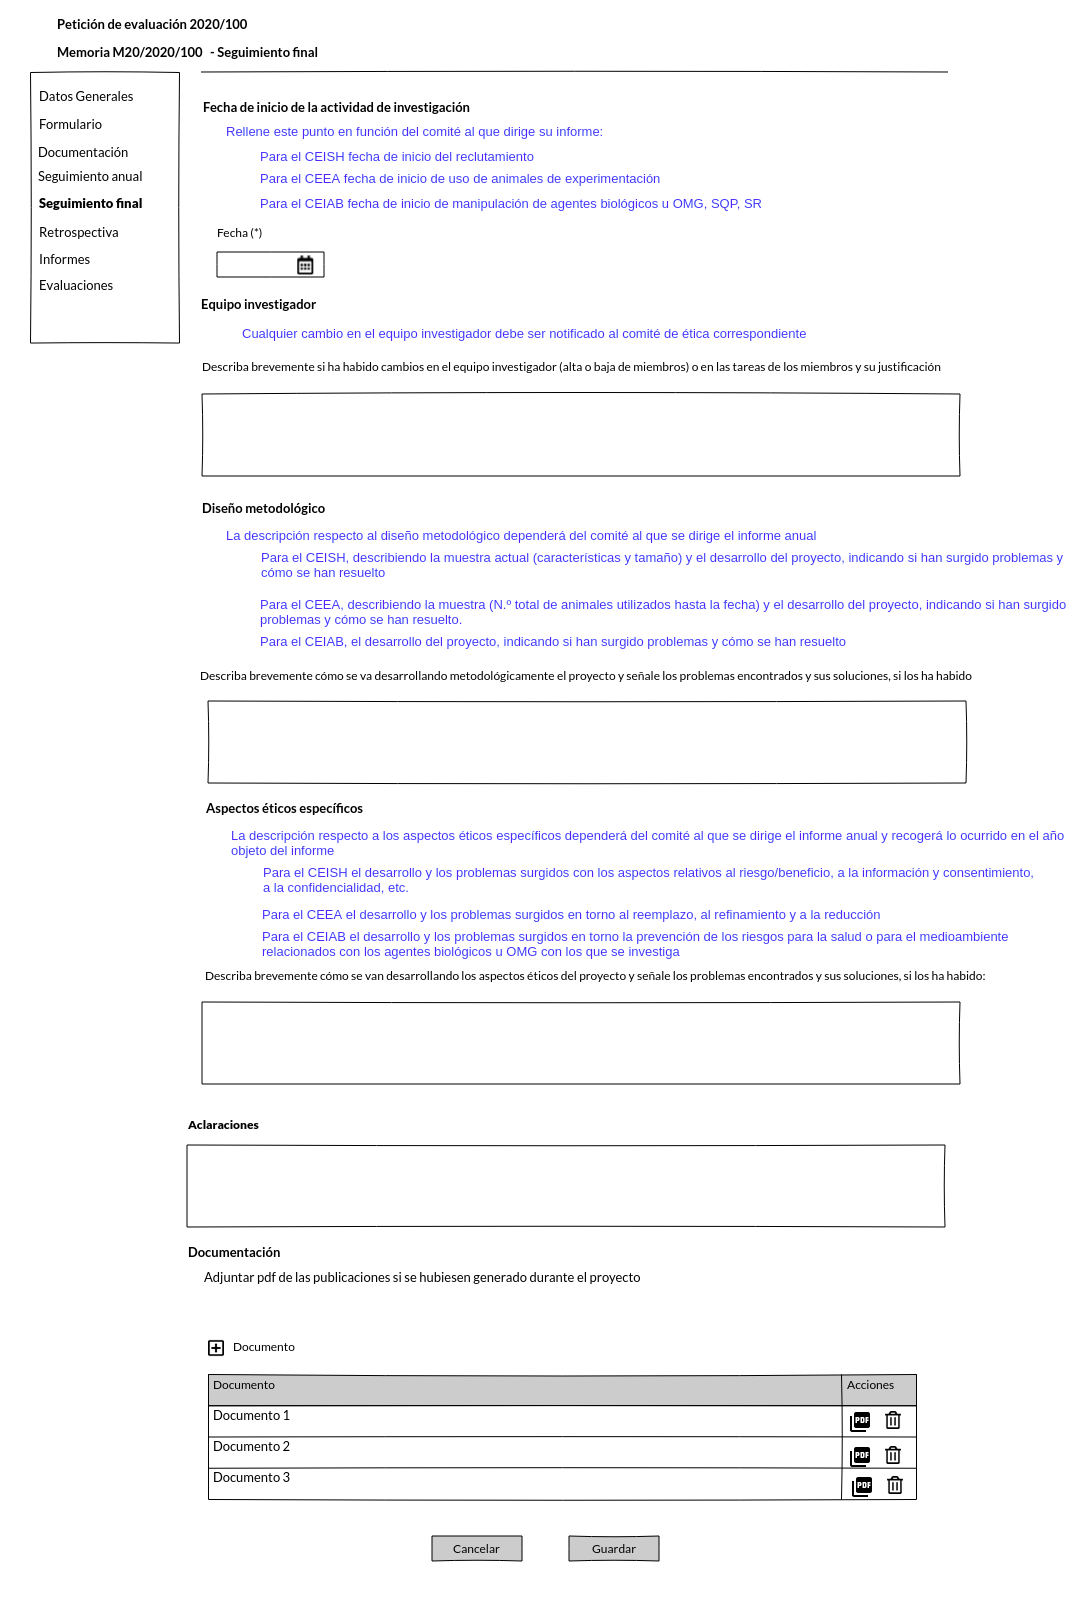 Petición de evaluación 2020/100
Memoria M20/2020/100 - Seguimiento final
Datos Generales
Formulario
Documentación
Seguimiento anual
Seguimiento final
Retrospectiva
Informes
Evaluaciones
Fecha de inicio de la actividad de investigación
Rellene este punto en función del comité al que dirige su informe:
Para el CEISH fecha de inicio del reclutamiento
Para el CEEA fecha de inicio de uso de animales de experimentación
Para el CEIAB fecha de inicio de manipulación de agentes biológicos u OMG, SQP, SR
Fecha (*)
Equipo investigador
Cualquier cambio en el equipo investigador debe ser notificado al comité de ética correspondiente
Describa brevemente si ha habido cambios en el equipo investigador (alta o baja de miembros) o en las tareas de los miembros y su justificación
Diseño metodológico
La descripción respecto al diseño metodológico dependerá del comité al que se dirige el informe anual
Para el CEISH, describiendo la muestra actual (características y tamaño) y el desarrollo del proyecto, indicando si han surgido problemas y
cómo se han resuelto
Para el CEEA, describiendo la muestra (N.º total de animales utilizados hasta la fecha) y el desarrollo del proyecto, indicando si han surgido
problemas y cómo se han resuelto.
Para el CEIAB, el desarrollo del proyecto, indicando si han surgido problemas y cómo se han resuelto
Describa brevemente cómo se va desarrollando metodológicamente el proyecto y señale los problemas encontrados y sus soluciones, si los ha habido
Aspectos éticos específicos
La descripción respecto a los aspectos éticos específicos dependerá del comité al que se dirige el informe anual y recogerá lo ocurrido en el año
objeto del informe
Para el CEISH el desarrollo y los problemas surgidos con los aspectos relativos al riesgo/beneficio, a la información y consentimiento,
a la confidencialidad, etc.
Para el CEEA el desarrollo y los problemas surgidos en torno al reemplazo, al refinamiento y a la reducción
Para el CEIAB el desarrollo y los problemas surgidos en torno la prevención de los riesgos para la salud o para el medioambiente
relacionados con los agentes biológicos u OMG con los que se investiga
Describa brevemente cómo se van desarrollando los aspectos éticos del proyecto y señale los problemas encontrados y sus soluciones, si los ha habido:
Aclaraciones
Documentación
Adjuntar pdf de las publicaciones si se hubiesen generado durante el proyecto
Documento
Documento Acciones
Documento 1 PDF
Documento 2 PDF
Documento 3 PDF
Cancelar Guardar